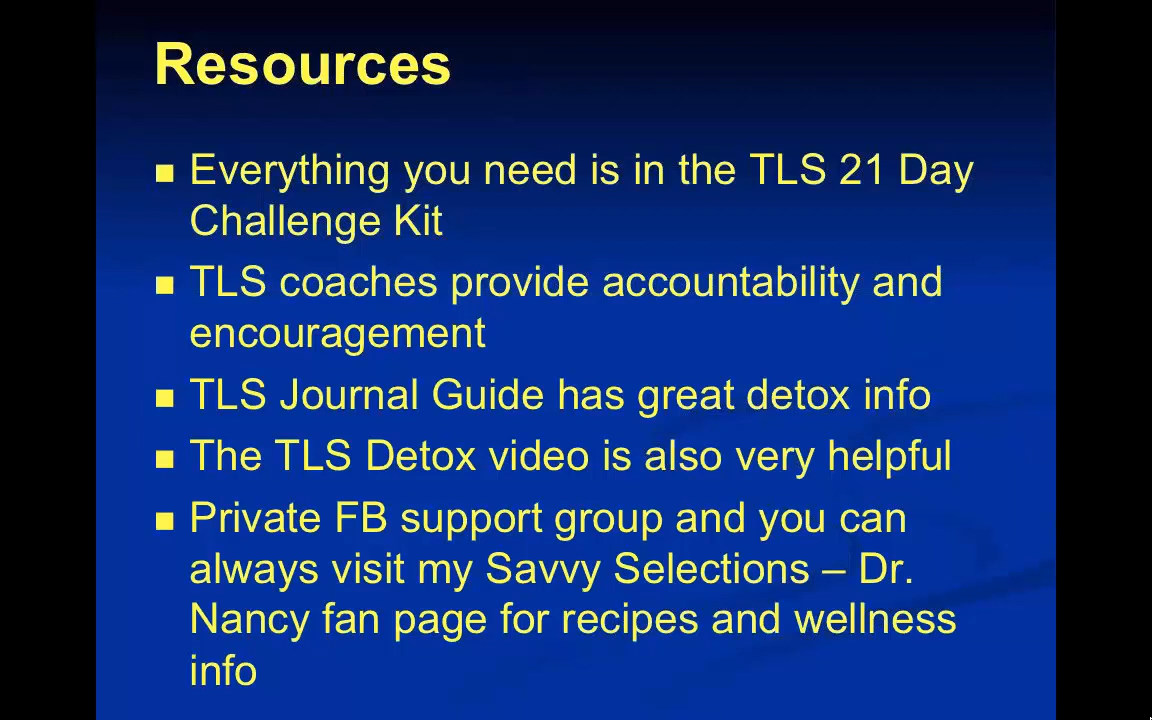 Resources
Everything you need is in the TLS 21 Day
Challenge Kit
TLS coaches provide accountability and
encouragement
TLS Journal Guide has great detox info
The TLS Detox video is also very helpful
Private FB support group and you can
always visit my Savvy Selections – Dr.
Nancy fan page for recipes and wellness
info